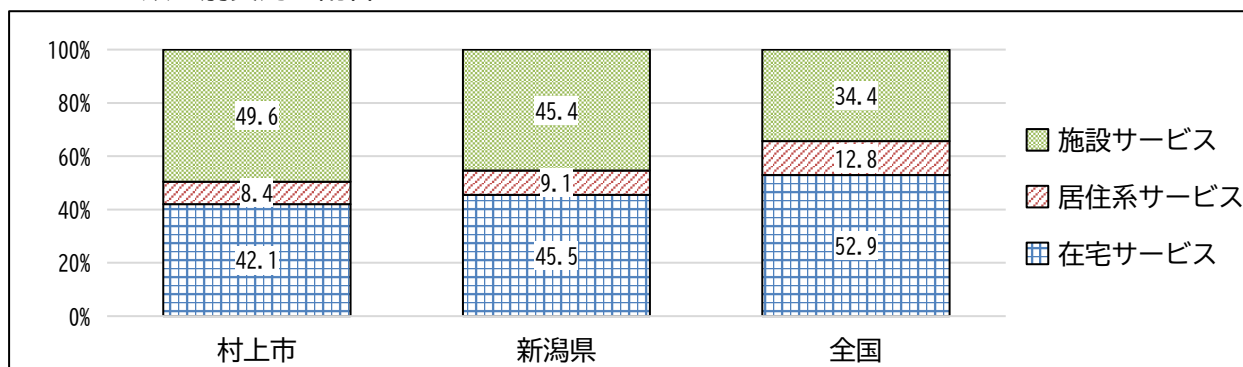 100%
80%
60%
40%
20%
0%
49.6
8.4
42.1
45.4
9.1
45.5
34.4
12.8
52.9
村上市
新潟県
全国
施設サービス
居住系サービス
在宅サービス